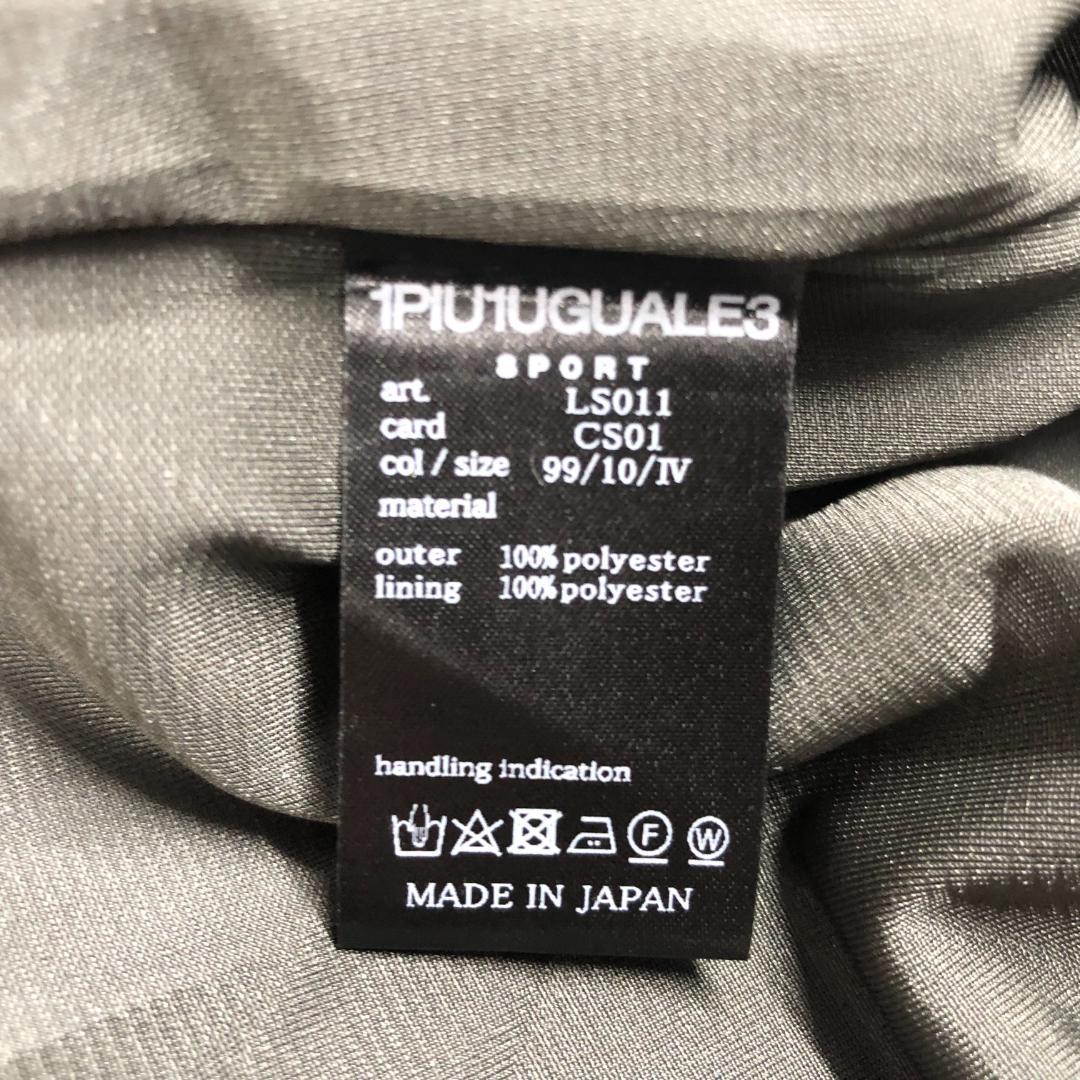 1PIU1UGUALE3
SPORT
art. LS011
card CS01
col / size 99/10/Ⅳ
material
outer 100% polyester
lining 100% polyester
handling indication
F W
MADE IN JAPAN